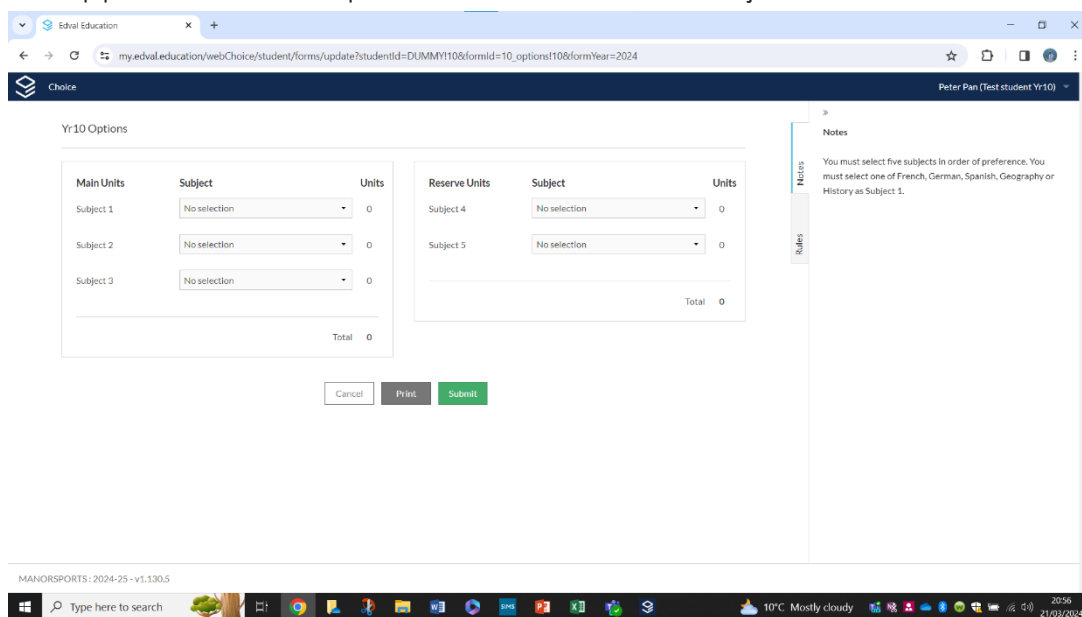 Edval Education
my.edval.education/webChoice/student/forms/update?studentId=DUMMY!10&formId=10_options!10&formYear=2024
Choice
Peter Pan (Test student Yr10)
Yr10 Options
Main Units Subject Units
Subject 1 No selection 0
Subject 2 No selection 0
Subject 3 No selection 0
Total 0
Reserve Units Subject Units
Subject 4 No selection 0
Subject 5 No selection 0
Total 0
Cancel Print Submit
Notes
Rules
Notes
You must select five subjects in order of preference. You
must select one of French, German, Spanish, Geography or
History as Subject 1.
MANORSPORTS : 2024-25 - v1.130.5
Type here to search
SIMS
10°C Mostly cloudy
20:56
21/03/2024